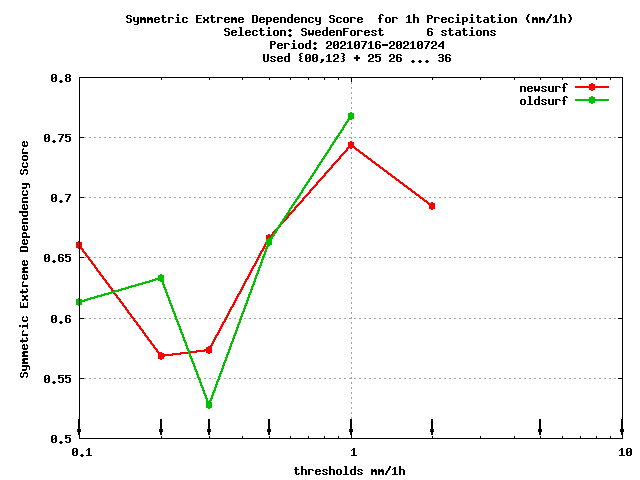 Symmetric Extreme Dependency Score  for 1h Precipitation (mm/1h)
Selection: SwedenForest      6 stations
Period: 20210716-20210724
Used {00,12} + 25 26 ... 36
newsurf
oldsurf
0.8
0.75
0.7
0.65
0.6
0.55
0.5
Symmetric Extreme Dependency Score
0.1 1 10
thresholds mm/1h